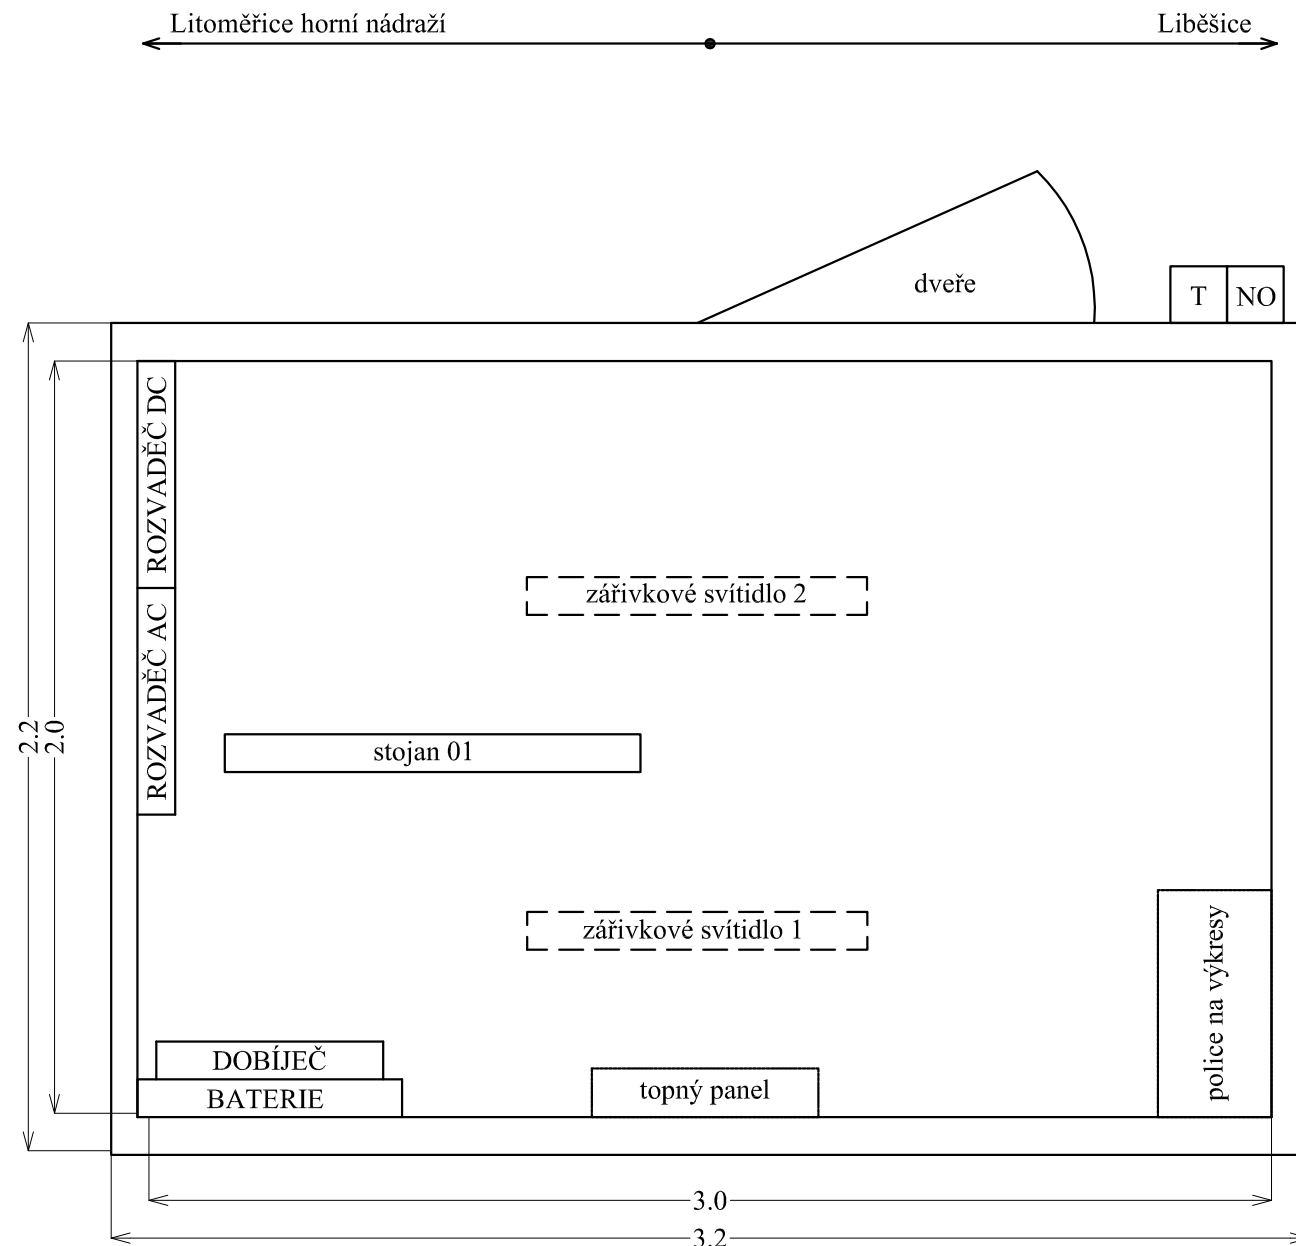 Litoměřice horní nádraží
Liběšice
dveře
T
NO
ROZVADĚČ DC
zářivkové svítidlo 2
ROZVADĚČ AC
2.2
2.0
stojan 01
zářivkové svítidlo 1
police na výkresy
DOBÍJEČ
BATERIE
topný panel
3.0
3.2